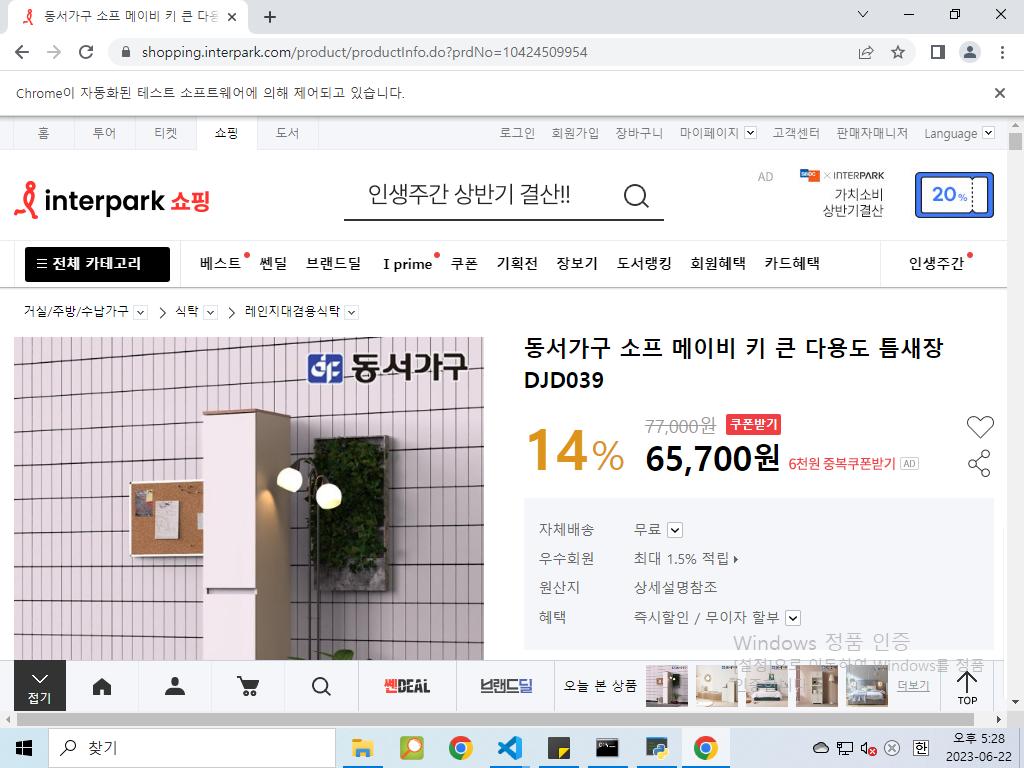 동서가구 소프 메이비 키 큰 다용
shopping.interpark.com/product/productInfo.do?prdNo=10424509954
Chrome이 자동화된 테스트 소프트웨어에 의해 제어되고 있습니다.
홈 투어 티켓 쇼핑 도서 로그인 회원가입 장바구니 마이페이지 고객센터 판매자매니저 Language
interpark 쇼핑
인생주간 상반기 결산!!
AD
× INTERPARK
가치소비
상반기결산
20%
전체 카테고리 베스트 쎈딜 브랜드딜 I prime 쿠폰 기획전 장보기 도서랭킹 회원혜택 카드혜택 인생주간
거실/주방/수납가구 식탁 레인지대겸용식탁
동서가구
동서가구 소프 메이비 키 큰 다용도 틈새장
DJD039
14%
77,000원 쿠폰받기
65,700원 6천원 중복쿠폰받기 AD
자체배송 무료
우수회원 최대 1.5% 적립
원산지 상세설명참조
혜택 즉시할인 / 무이자 할부
Windows 정품 인증
[설정]으로 이동하여 Windows를 정품
접기
쎈DEAL
브랜드딜
오늘 본 상품
더보기
TOP
찾기
한
오후 5:28
2023-06-22